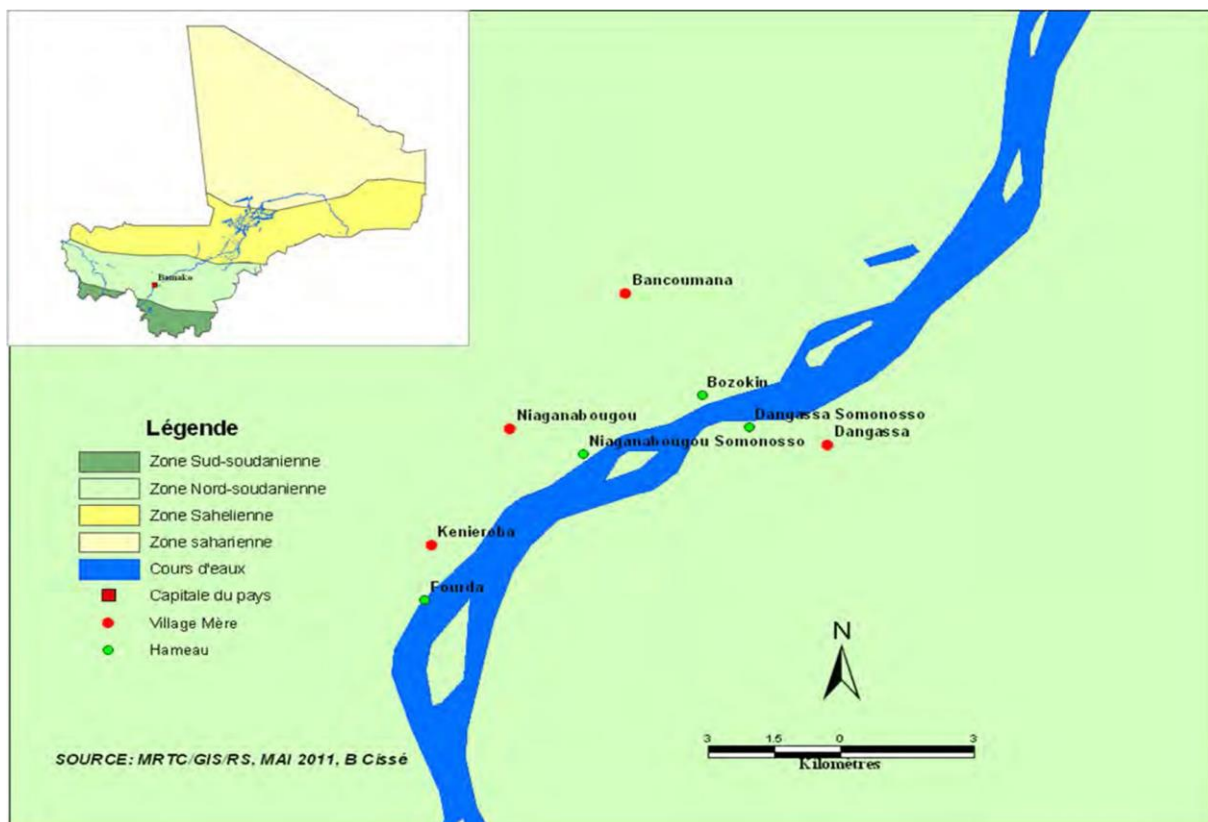 Bamako
Bancoumana
Bozokin
Niaganabougou
Dangassa Somonosso
Dangassa
Niaganabougou Somonosso
Kenieroba
Fourda
Légende
Zone Sud-soudanienne
Zone Nord-soudanienne
Zone Sahelienne
Zone saharienne
Cours d'eaux
Capitale du pays
Village Mère
Hameau
N
3 1.5 0 3
Kilomètres
SOURCE: MRTC/GIS/RS, MAI 2011, B Cissé